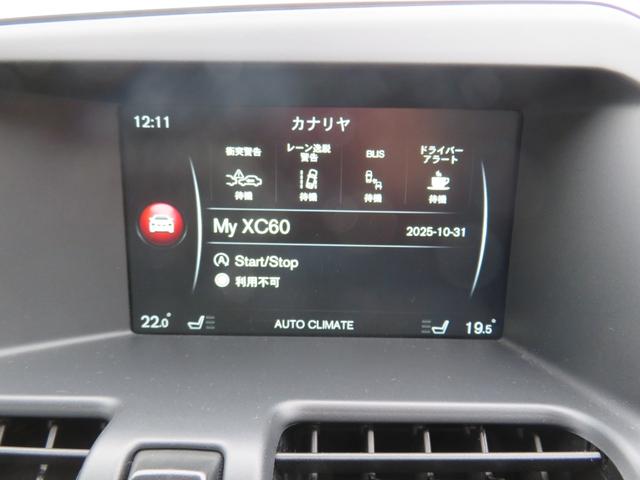 12:11
カナリヤ
衝突警告
レーン逸脱
警告
BLIS
ドライバー
アラート
待機
待機
待機
待機
My XC60
2025-10-31
Start/Stop
利用不可
22.0°
AUTO CLIMATE
19.5°